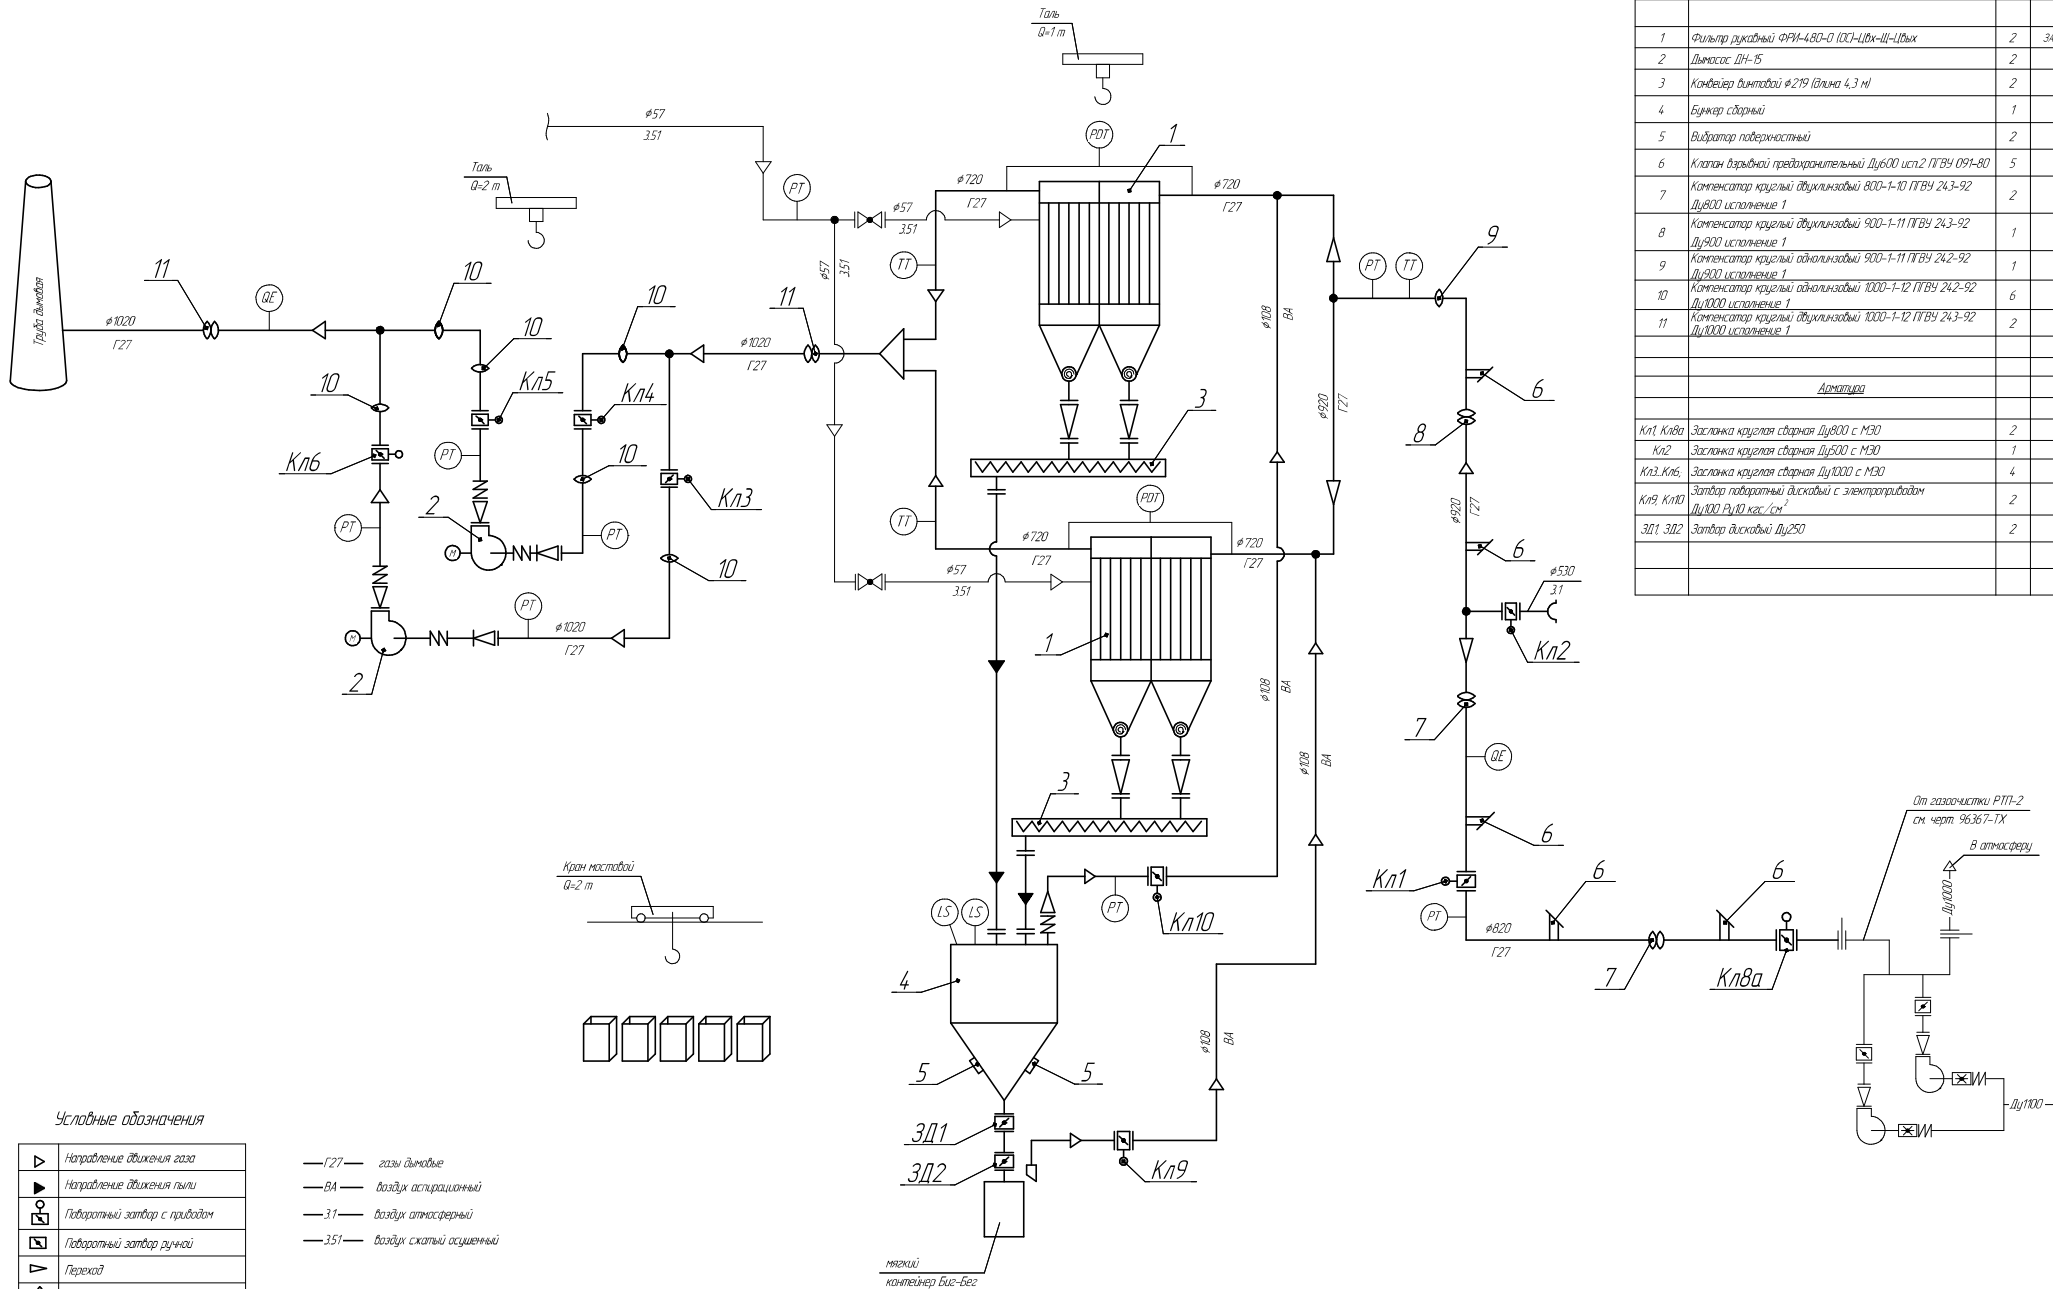 Таль
Q=1 т
ф57
3.51
Таль
Q=2 т
PDT
1
PT
ф720
Г27
ф720
Г27
ф57
3.51
ф57
3.51
TT
Труба дымовая
11
QE
10
10
10
11
9
PT
TT
ф1020
Г27
ф1020
Г27
ф108
ВА
10
Кл5
Кл4
3
6
ф920
Г27
8
Кл6
PT
10
Кл3
PDT
2
PT
PT
TT
ф720
Г27
ф720
Г27
ф920
Г27
6
M
10
ф57
3.51
ф530
3.1
M
PT
ф1020
Г27
2
1
Кл2
ф108
ВА
7
ф108
ВА
QE
3
6
От газоочистки РТП-2
см. черт. 96367-ТХ
В атмосферу
Ду1000
Кран мостовой
Q=2 т
LS
LS
PT
Кл10
Кл1
PT
6
6
ф820
Г27
4
7
Кл8а
ф108
ВА
5
5
Ду1100
ЗД1
ЗД2
Кл9
мягкий
контейнер Биг-Бег
1 Фильтр рукавный ФРИ-480-0 (ОС)-Цвх-Щ-Цвых 2 ЗА
2 Дымосос ДН-15 2
3 Конвейер винтовой ф219 (длина 4,3 м) 2
4 Бункер сборный 1
5 Вибратор поверхностный 2
6 Клапан взрывной предохранительный Ду600 исп.2 ПГВУ 091-80 5
7 Компенсатор круглый двухлинзовый 800-1-10 ПГВУ 243-92 2
Ду800 исполнение 1
8 Компенсатор круглый двухлинзовый 900-1-11 ПГВУ 243-92 1
Ду900 исполнение 1
9 Компенсатор круглый однолинзовый 900-1-11 ПГВУ 242-92 1
Ду900 исполнение 1
10 Компенсатор круглый однолинзовый 1000-1-12 ПГВУ 242-92 6
Ду1000 исполнение 1
11 Компенсатор круглый двухлинзовый 1000-1-12 ПГВУ 243-92 2
Ду1000 исполнение 1
Арматура
Кл1, Кл8а Заслонка круглая сварная Ду800 с МЭО 2
Кл2 Заслонка круглая сварная Ду500 с МЭО 1
Кл3..Кл6, Заслонка круглая сварная Ду1000 с МЭО 4
Кл9, Кл10 Затвор поворотный дисковый с электроприводом 2
Ду100 Ру10 кгс/см²
ЗД1, ЗД2 Затвор дисковый Ду250 2
Условные обозначения
Направление движения газа
Направление движения пыли
Поворотный затвор с приводом
Поворотный затвор ручной
Переход
Г27 газы дымовые
ВА воздух аспирационный
3.1 воздух атмосферный
3.51 воздух сжатый осушенный